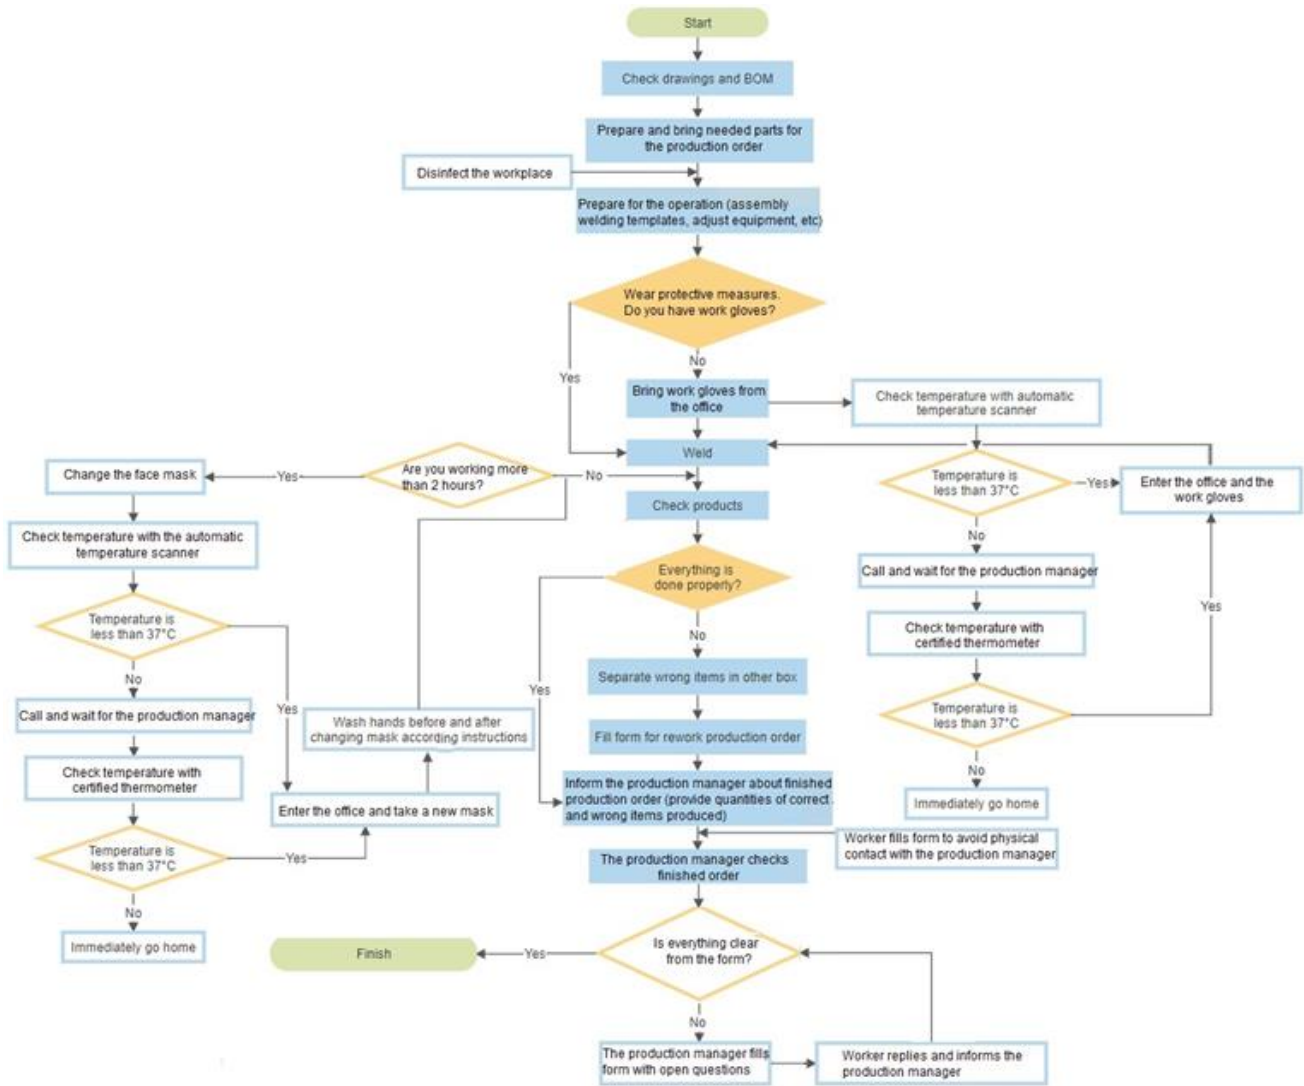 Start
Check drawings and BOM
Prepare and bring needed parts for
the production order
Disinfect the workplace
Prepare for the operation (assembly
welding templates, adjust equipment, etc)
Wear protective measures.
Do you have work gloves?
No
Yes
Bring work gloves from
the office
Check temperature with automatic
temperature scanner
Weld
Change the face mask
Yes
Are you working more
than 2 hours?
No
Temperature is
less than 37°C
Yes
Enter the office and the
work gloves
Check products
Check temperature with the automatic
temperature scanner
No
Everything is
done properly?
Call and wait for the production manager
Temperature is
less than 37°C
Yes
No
Check temperature with
certified thermometer
No
Yes
Separate wrong items in other box
Yes
Call and wait for the production manager
Wash hands before and after
changing mask according instructions
Fill form for rework production order
Temperature is
less than 37°C
Check temperature with
certified thermometer
No
Inform the production manager about finished
production order (provide quantities of correct
and wrong items produced)
Immediately go home
Enter the office and take a new mask
Worker fills form to avoid physical
contact with the production manager
Temperature is
less than 37°C
Yes
The production manager checks
finished order
No
Immediately go home
Is everything clear
from the form?
Yes
Finish
No
The production manager fills
form with open questions
Worker replies and informs the
production manager